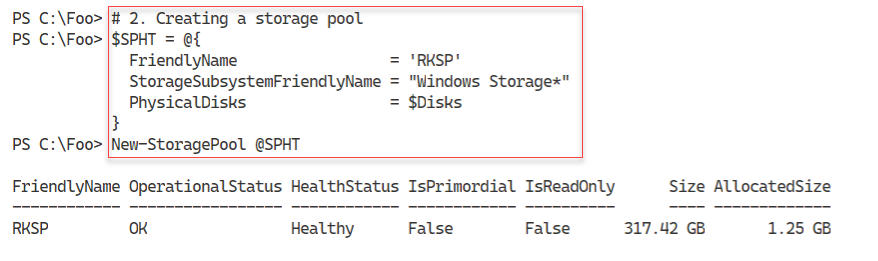 PS C:\Foo> # 2. Creating a storage pool
PS C:\Foo> $SPHT = @{
  FriendlyName                 = 'RKSP'
  StorageSubsystemFriendlyName = "Windows Storage*"
  PhysicalDisks                = $Disks
}
PS C:\Foo> New-StoragePool @SPHT
FriendlyName OperationalStatus HealthStatus IsPrimordial IsReadOnly      Size AllocatedSize
------------ ----------------- ------------ ------------ ----------      ---- -------------
RKSP         OK                Healthy      False        False      317.42 GB       1.25 GB